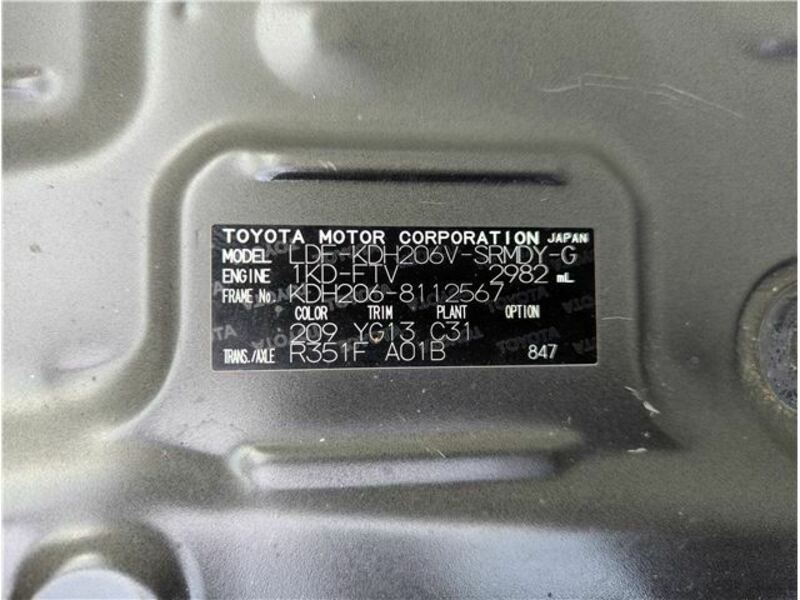 TOYOTA MOTOR CORPORATION JAPAN
MODEL LDF-KDH206V-SRMDY-G
ENGINE 1KD-FTV 2982 mL
FRAME No. KDH206-8112567
COLOR TRIM PLANT OPTION
209 YG13 C31
TRANS./AXLE R351F A01B 847